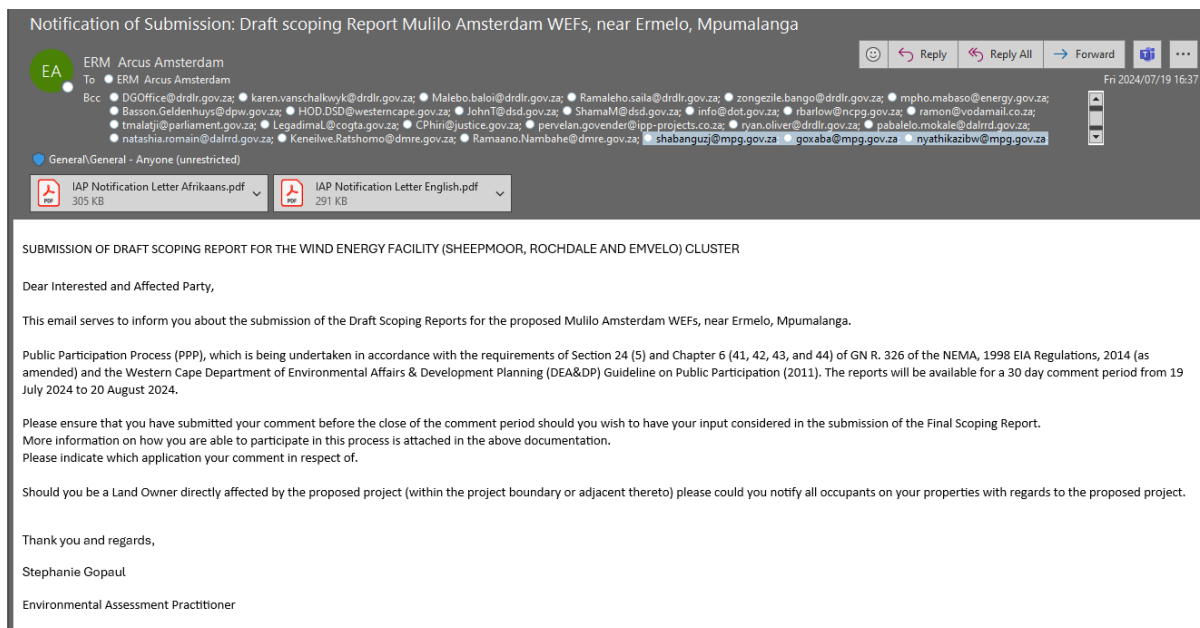 Notification of Submission: Draft scoping Report Mulilo Amsterdam WEFs, near Ermelo, Mpumalanga
EA
ERM Arcus Amsterdam
Reply
Reply All
Forward
To ERM Arcus Amsterdam
Fri 2024/07/19 16:37
Bcc DGOffice@drdlr.gov.za; karen.vanschalkwyk@drdlr.gov.za; Malebo.baloi@drdlr.gov.za; Ramaleho.saila@drdlr.gov.za; zongezile.bango@drdlr.gov.za; mpho.mabaso@energy.gov.za;
Basson.Geldenhuys@dpw.gov.za; HOD.DSD@westerncape.gov.za; JohnT@dsd.gov.za; ShamaM@dsd.gov.za; info@dot.gov.za; rbarlow@ncpg.gov.za; ramon@vodamail.co.za;
tmalatji@parliament.gov.za; LegadimaL@cogta.gov.za; CPhiri@justice.gov.za; pervelan.govender@ipp-projects.co.za; ryan.oliver@drdlr.gov.za; pabalelo.mokale@dalrrd.gov.za;
natashia.romain@dalrrd.gov.za; Keneilwe.Ratshomo@dmre.gov.za; Ramaano.Nambahe@dmre.gov.za; shabanguzj@mpg.gov.za goxaba@mpg.gov.za nyathikazibw@mpg.gov.za
General\General - Anyone (unrestricted)
IAP Notification Letter Afrikaans.pdf
305 KB
IAP Notification Letter English.pdf
291 KB
SUBMISSION OF DRAFT SCOPING REPORT FOR THE WIND ENERGY FACILITY (SHEEPMOOR, ROCHDALE AND EMVELO) CLUSTER
Dear Interested and Affected Party,
This email serves to inform you about the submission of the Draft Scoping Reports for the proposed Mulilo Amsterdam WEFs, near Ermelo, Mpumalanga.
Public Participation Process (PPP), which is being undertaken in accordance with the requirements of Section 24 (5) and Chapter 6 (41, 42, 43, and 44) of GN R. 326 of the NEMA, 1998 EIA Regulations, 2014 (as
amended) and the Western Cape Department of Environmental Affairs & Development Planning (DEA&DP) Guideline on Public Participation (2011). The reports will be available for a 30 day comment period from 19
July 2024 to 20 August 2024.
Please ensure that you have submitted your comment before the close of the comment period should you wish to have your input considered in the submission of the Final Scoping Report.
More information on how you are able to participate in this process is attached in the above documentation.
Please indicate which application your comment in respect of.
Should you be a Land Owner directly affected by the proposed project (within the project boundary or adjacent thereto) please could you notify all occupants on your properties with regards to the proposed project.
Thank you and regards,
Stephanie Gopaul
Environmental Assessment Practitioner